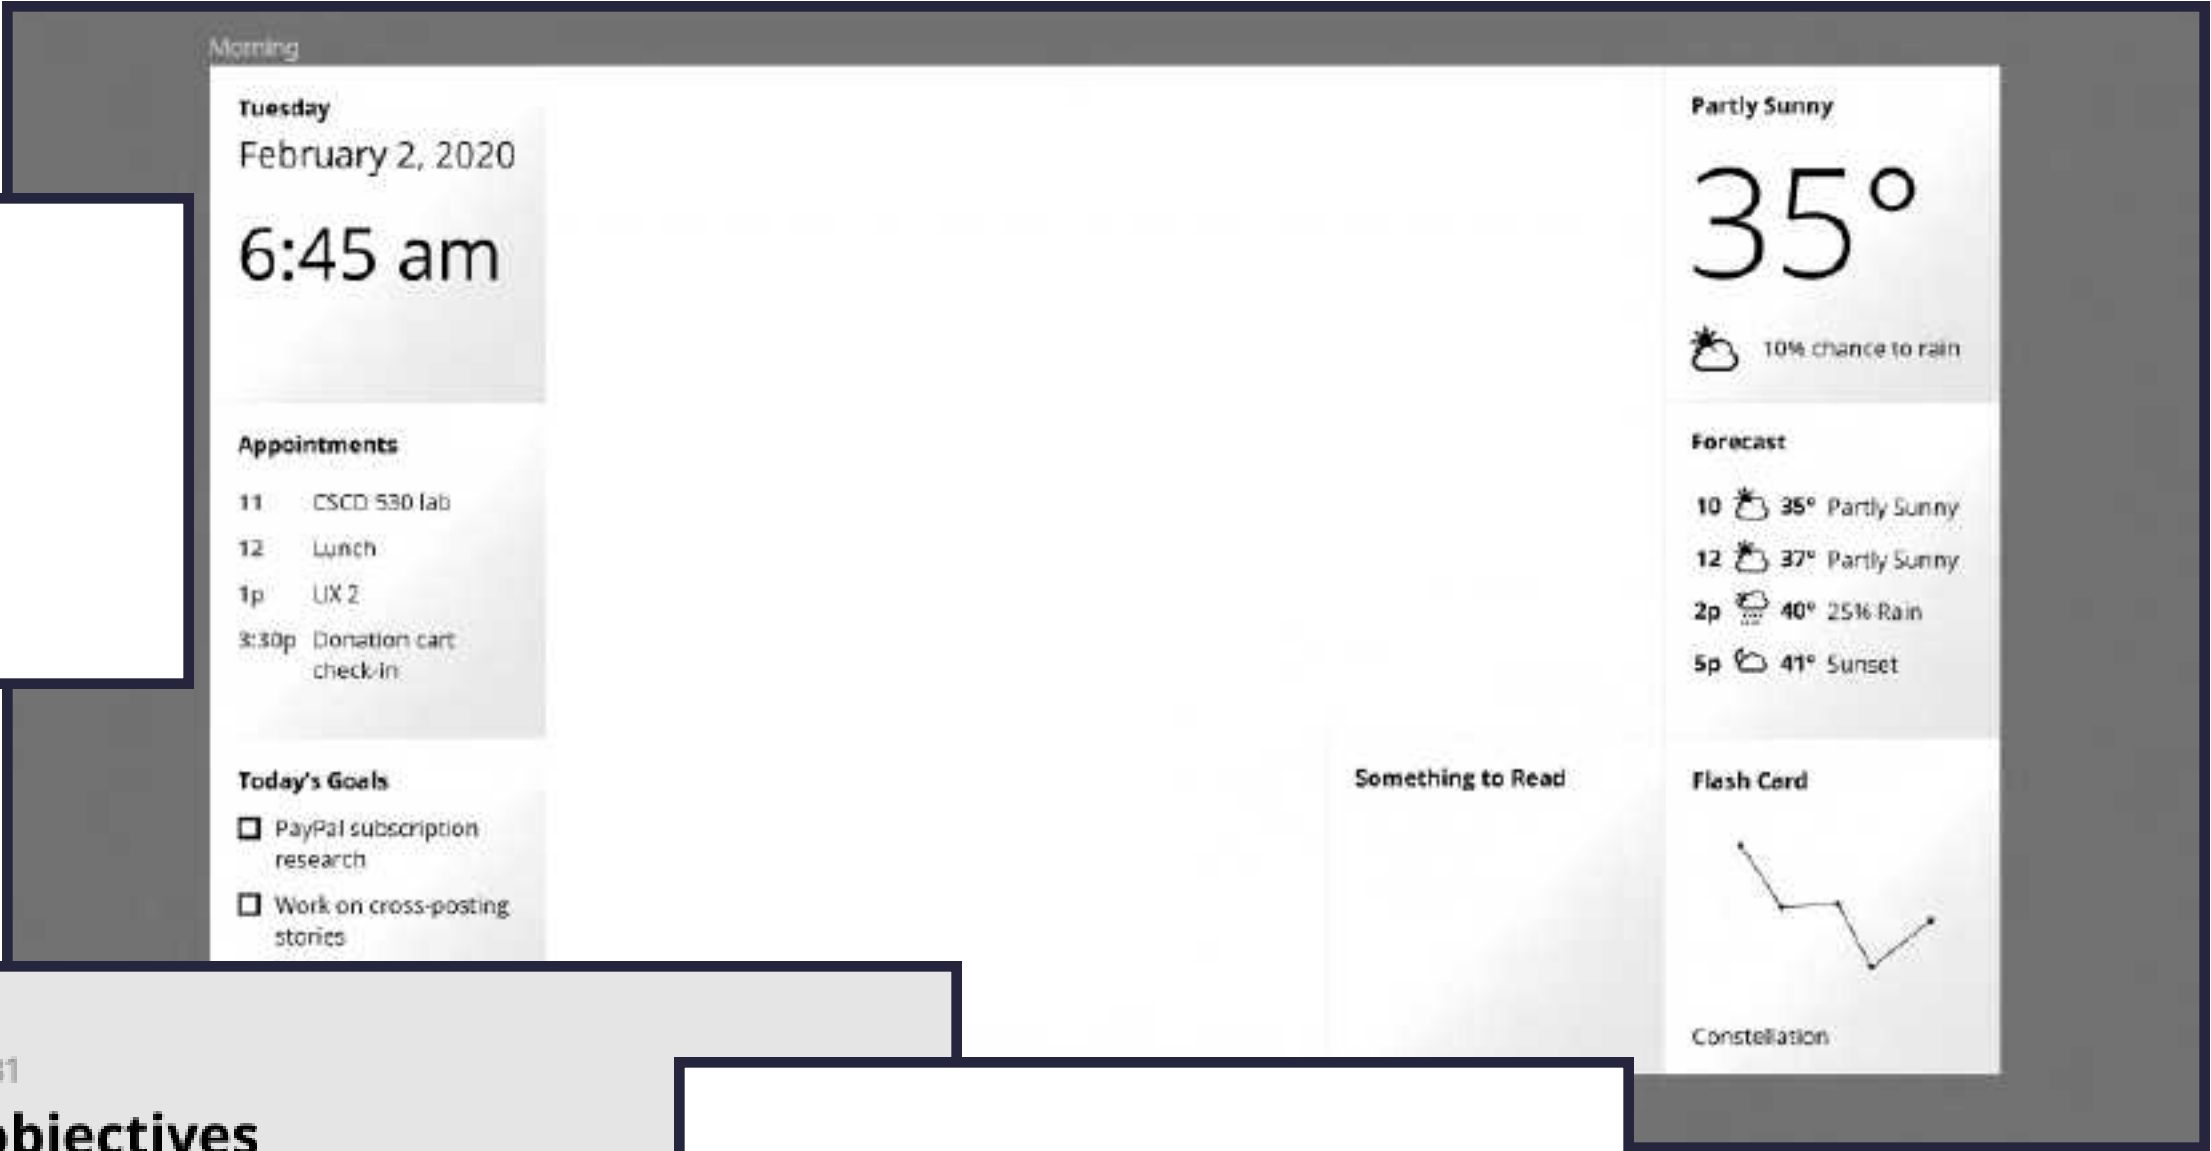 Morning
Tuesday
February 2, 2020
6:45 am
Appointments
11 CSCD 530 lab
12 Lunch
1p UX 2
3:30p Donation cart
check-in
Today's Goals
PayPal subscription
research
Work on cross-posting
stories
Something to Read
Partly Sunny
35°
10% chance to rain
Forecast
10 35° Partly Sunny
12 37° Partly Sunny
2p 40° 25% Rain
5p 41° Sunset
Flash Card
Constellation
objectives